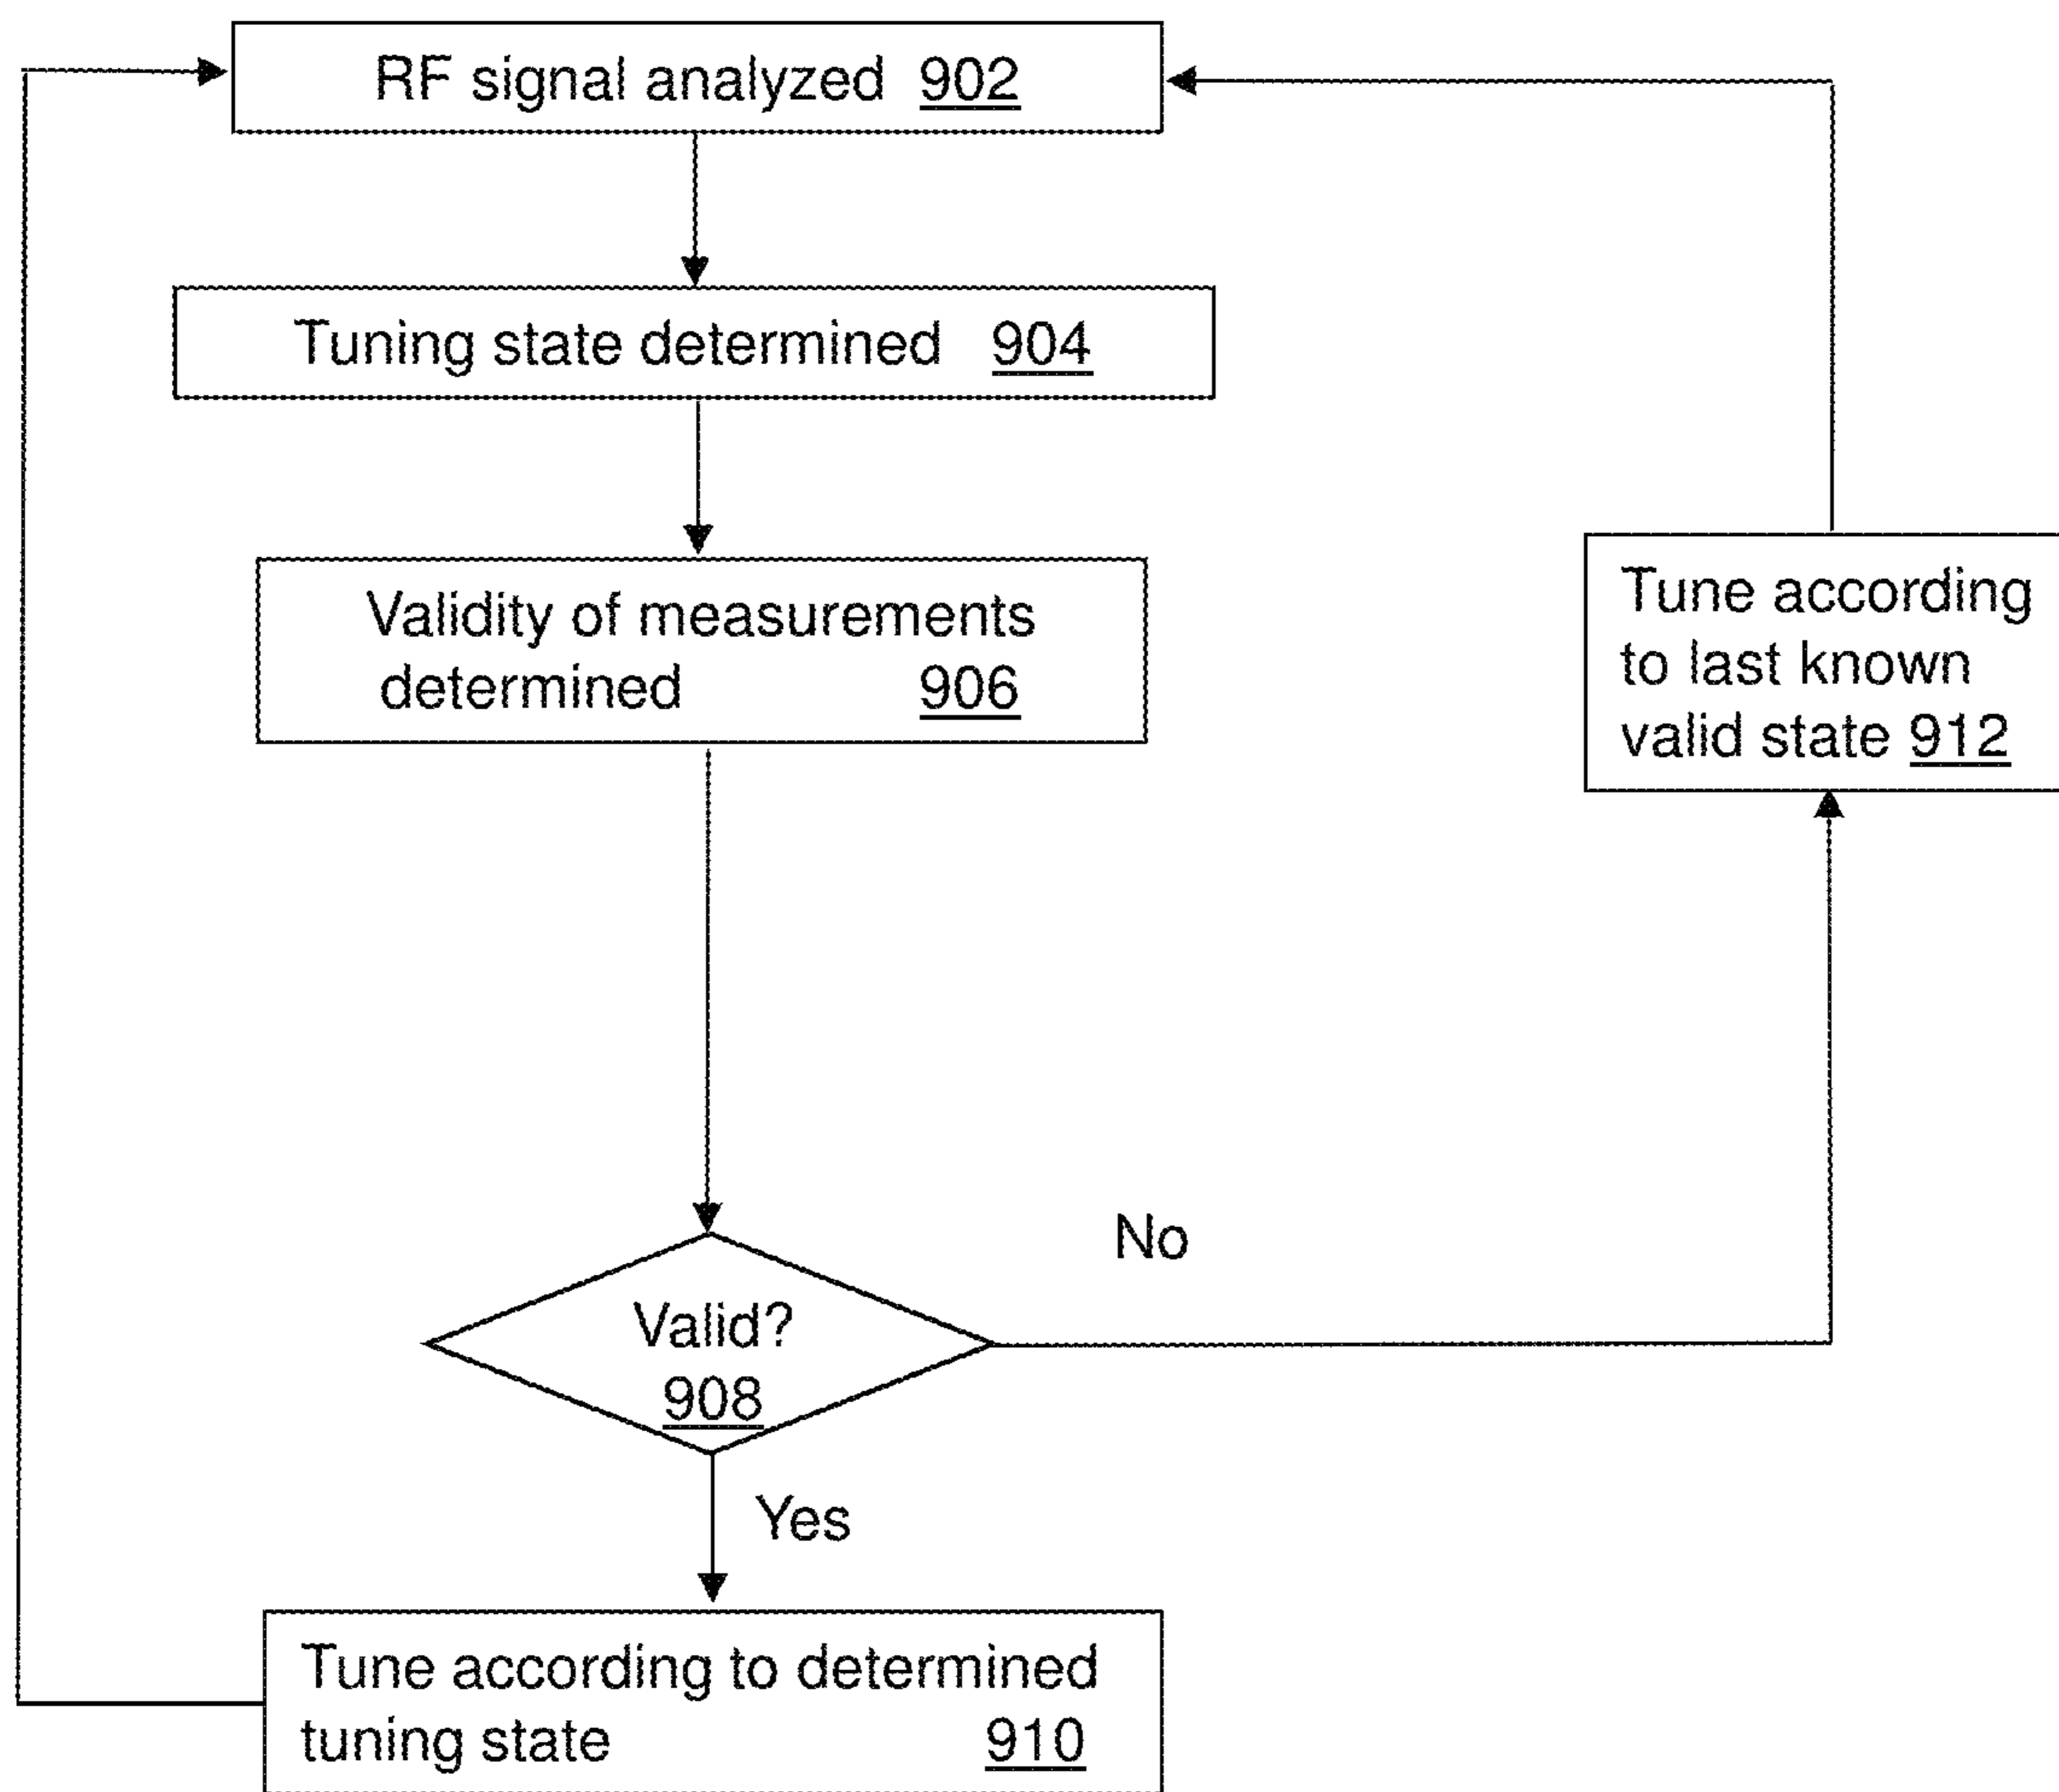 RF signal analyzed 902
Tuning state determined 904
Validity of measurements
determined 906
Tune according
to last known
valid state 912
No
Valid?
908
Yes
Tune according to determined
tuning state 910